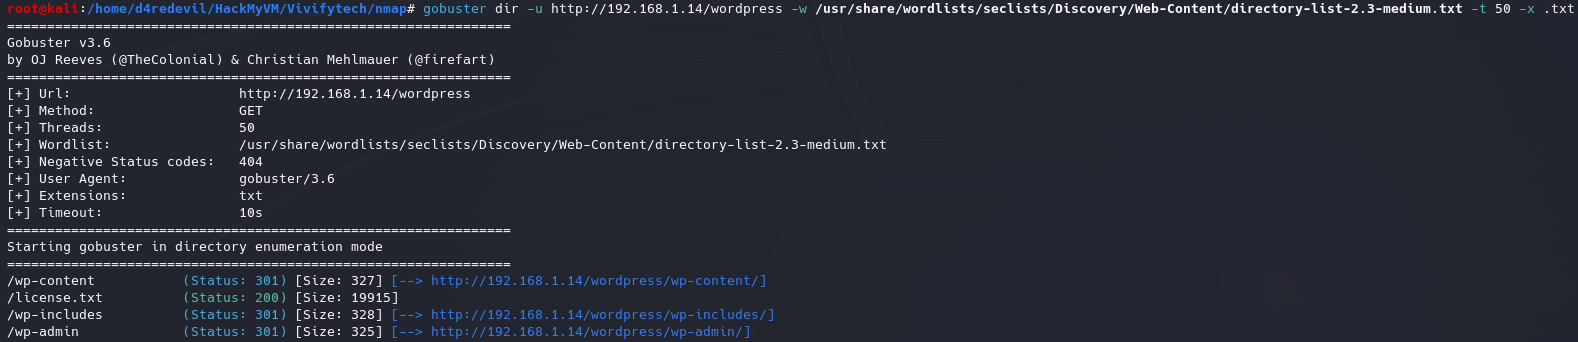 root@kali:/home/d4redevil/HackMyVM/Vivifytech/nmap# gobuster dir -u http://192.168.1.14/wordpress -w /usr/share/wordlists/seclists/Discovery/Web-Content/directory-list-2.3-medium.txt -t 50 -x .txt
===============================================================
Gobuster v3.6
by OJ Reeves (@TheColonial) & Christian Mehlmauer (@firefart)
===============================================================
[+] Url:                     http://192.168.1.14/wordpress
[+] Method:                  GET
[+] Threads:                 50
[+] Wordlist:                /usr/share/wordlists/seclists/Discovery/Web-Content/directory-list-2.3-medium.txt
[+] Negative Status codes:   404
[+] User Agent:              gobuster/3.6
[+] Extensions:              txt
[+] Timeout:                 10s
===============================================================
Starting gobuster in directory enumeration mode
===============================================================
/wp-content           (Status: 301) [Size: 327] [--> http://192.168.1.14/wordpress/wp-content/]
/license.txt          (Status: 200) [Size: 19915]
/wp-includes          (Status: 301) [Size: 328] [--> http://192.168.1.14/wordpress/wp-includes/]
/wp-admin             (Status: 301) [Size: 325] [--> http://192.168.1.14/wordpress/wp-admin/]